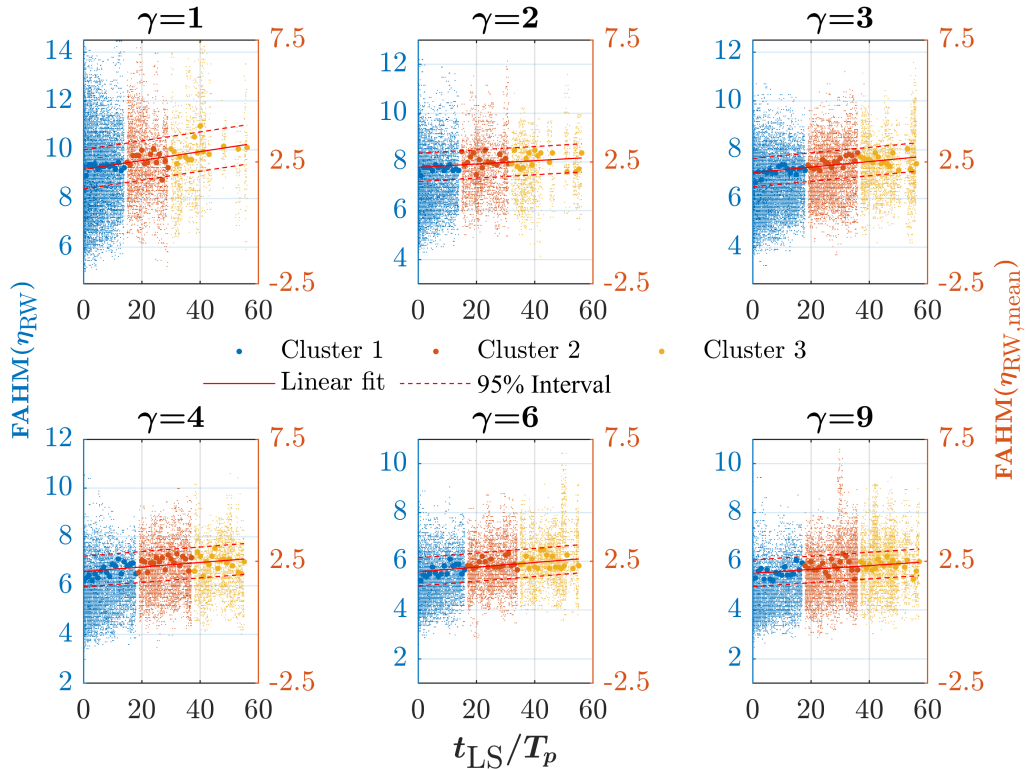 γ=1 γ=2 γ=3
14 7.5 12 7.5 12 7.5
12 10 10
10 2.5 8 2.5 8 2.5
8 6 6
6 4 4
-2.5 -2.5 -2.5
0 20 40 60 0 20 40 60 0 20 40 60
FAHM(η_RW)
FAHM(η_RW,mean)
Cluster 1 Cluster 2 Cluster 3
Linear fit 95% Interval
γ=4 γ=6 γ=9
12 7.5 7.5 7.5
10 10 10
8 2.5 8 2.5 8 2.5
6 6 6
4 4 4
2 -2.5 2 -2.5 2 -2.5
0 20 40 60 0 20 40 60 0 20 40 60
t_LS/T_p